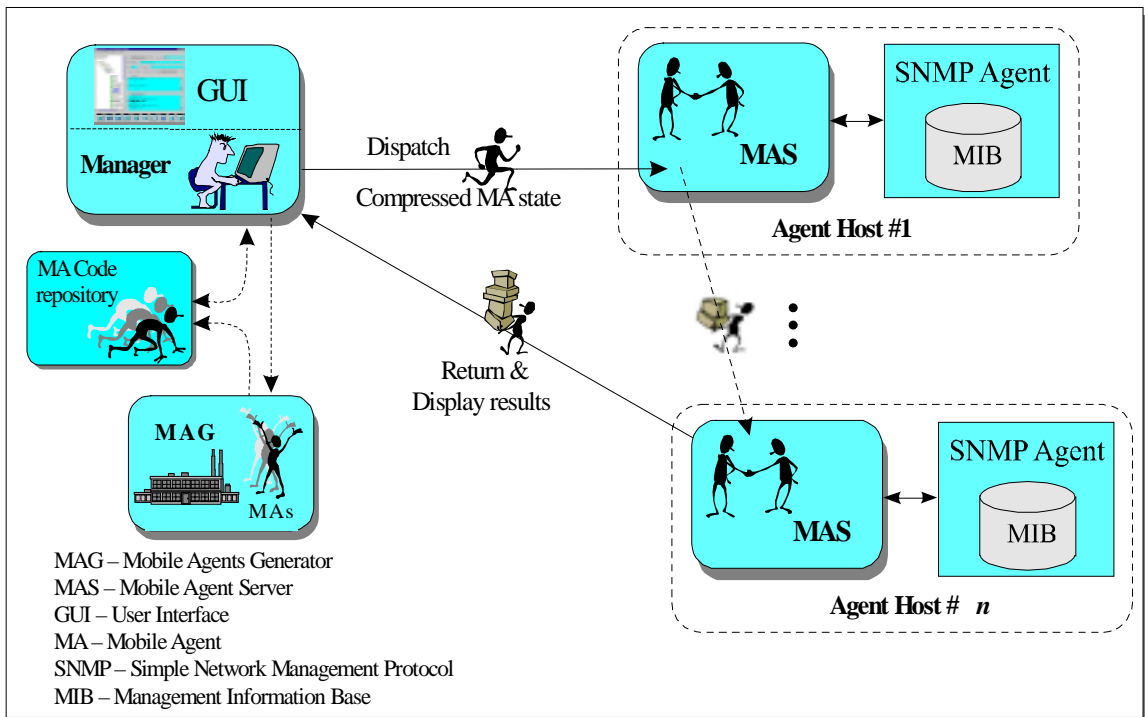 GUI
Manager
Dispatch
Compressed MA state
MAS
SNMP Agent
MIB
Agent Host #1
MA Code
repository
Return &
Display results
MAG
MAs
MAS
SNMP Agent
MIB
Agent Host # n
MAG – Mobile Agents Generator
MAS – Mobile Agent Server
GUI – User Interface
MA – Mobile Agent
SNMP – Simple Network Management Protocol
MIB – Management Information Base